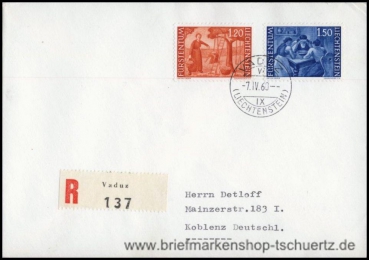 1.20
FÜRSTENTUM
LIECHTENSTEIN
1.50
FÜRSTENTUM
LIECHTENSTEIN
-7.IV.60--
IX
(LIECHTENSTEIN)
R
Vaduz
137
Herrn Detloff
Mainzerstr.183 I.
Koblenz Deutschl.
www.briefmarkenshop-tschuertz.de